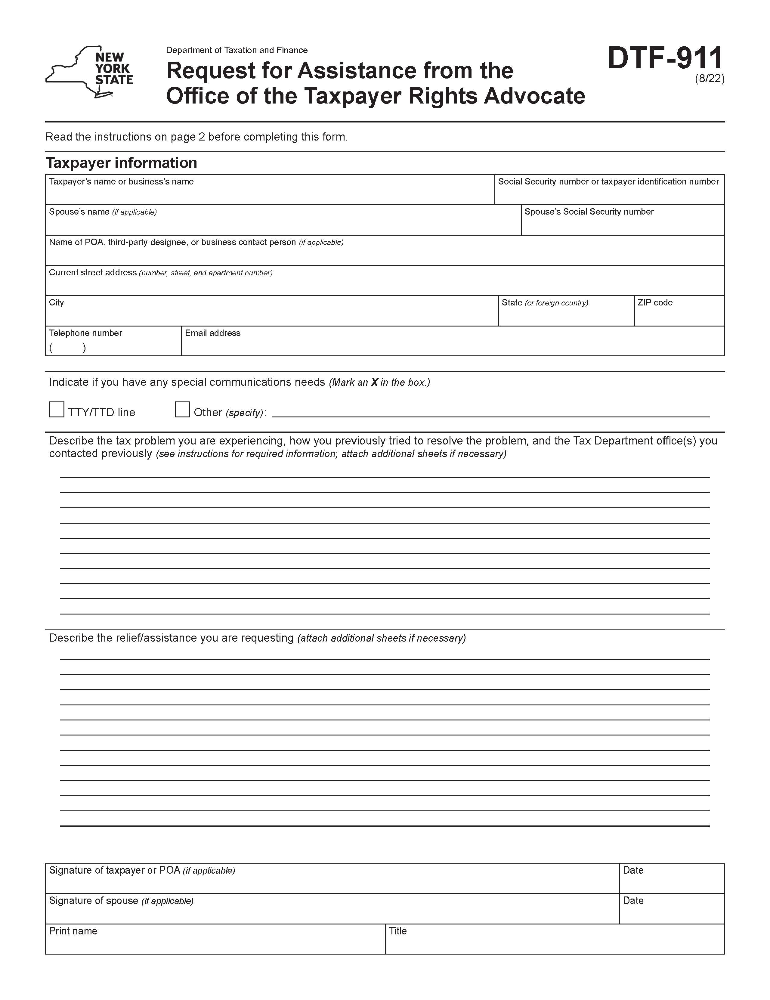 NEW
YORK
STATE
Department of Taxation and Finance
Request for Assistance from the
Office of the Taxpayer Rights Advocate
DTF-911
(8/22)
Read the instructions on page 2 before completing this form.
Taxpayer information
Taxpayer’s name or business’s name
Social Security number or taxpayer identification number
Spouse’s name (if applicable)
Spouse’s Social Security number
Name of POA, third-party designee, or business contact person (if applicable)
Current street address (number, street, and apartment number)
City
State (or foreign country)
ZIP code
Telephone number
( )
Email address
Indicate if you have any special communications needs (Mark an X in the box.)
TTY/TTD line
Other (specify):
Describe the tax problem you are experiencing, how you previously tried to resolve the problem, and the Tax Department office(s) you
contacted previously (see instructions for required information; attach additional sheets if necessary)
Describe the relief/assistance you are requesting (attach additional sheets if necessary)
Signature of taxpayer or POA (if applicable)
Date
Signature of spouse (if applicable)
Date
Print name
Title